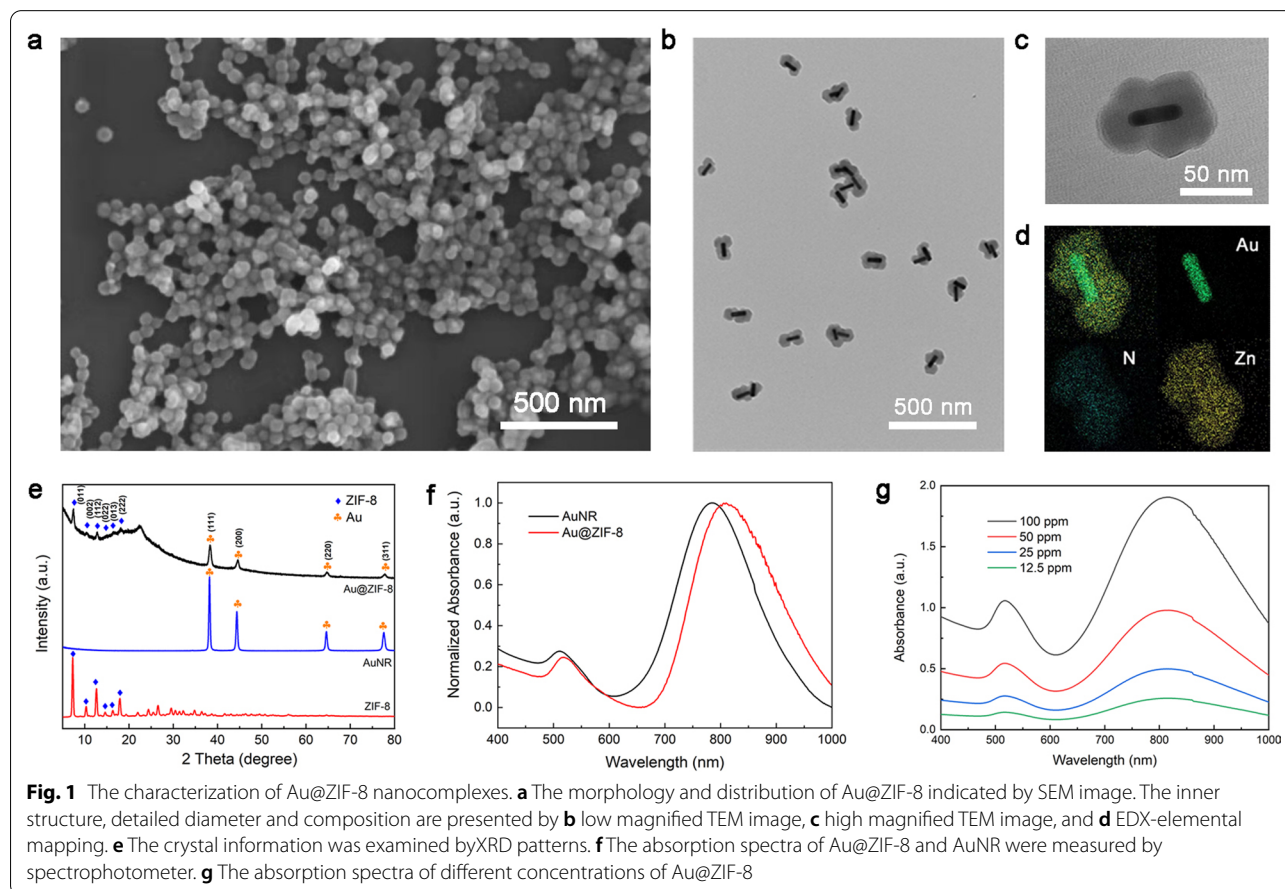 a
500 nm
b
500 nm
c
50 nm
d
Au
N
Zn
e
(011)
(002)
(112)
(022)
(013)
(222)
ZIF-8
Au
(111)
(200)
(220)
(311)
Au@ZIF-8
AuNR
ZIF-8
Intensity (a.u.)
10 20 30 40 50 60 70 80
2 Theta (degree)
f
AuNR
Au@ZIF-8
Normalized Absorbance (a.u.)
1.0
0.8
0.6
0.4
0.2
0.0
400 500 600 700 800 900 1000
Wavelength (nm)
g
100 ppm
50 ppm
25 ppm
12.5 ppm
Absorbance (a.u.)
2.0
1.5
1.0
0.5
0.0
400 500 600 700 800 900 1000
Wavelength (nm)
Fig. 1 The characterization of Au@ZIF-8 nanocomplexes. a The morphology and distribution of Au@ZIF-8 indicated by SEM image. The inner
structure, detailed diameter and composition are presented by b low magnified TEM image, c high magnified TEM image, and d EDX-elemental
mapping. e The crystal information was examined byXRD patterns. f The absorption spectra of Au@ZIF-8 and AuNR were measured by
spectrophotometer. g The absorption spectra of different concentrations of Au@ZIF-8